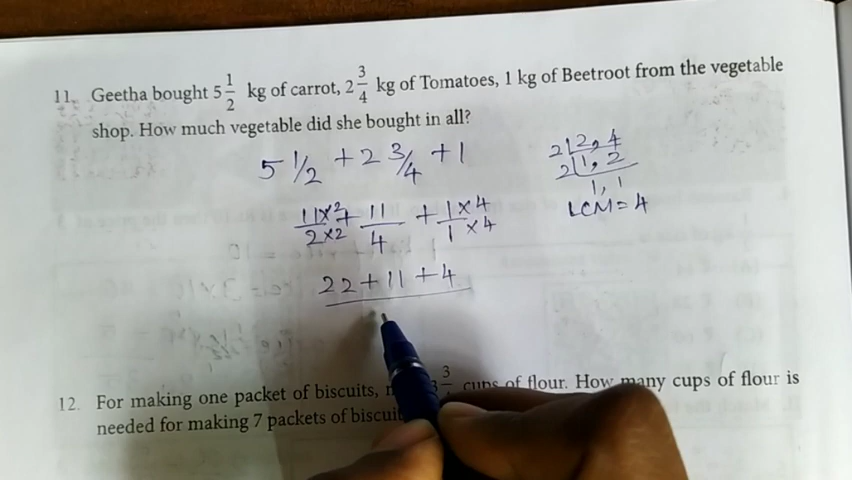 11. Geetha bought 5 1/2 kg of carrot, 2 3/4 kg of Tomatoes, 1 kg of Beetroot from the vegetable
shop. How much vegetable did she bought in all?
5 1/2 + 2 3/4 + 1
2 | 2, 4
2 | 1, 2
1, 1
LCM = 4
11×2/2×2 + 11/4 + 1×4/1×4
22 + 11 + 4
12. For making one packet of biscuits, 3 3/ cups of flour. How many cups of flour is
needed for making 7 packets of biscuit